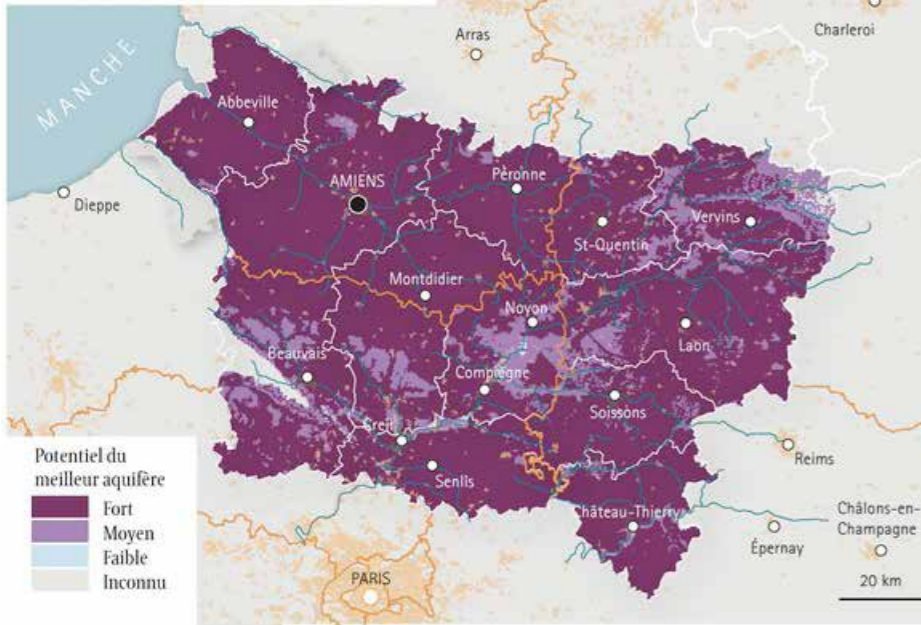 Charleroi
Arras
MANCHE
Abbeville
AMIENS
Péronne
Dieppe
St-Quentin
Vervins
Montdidier
Noyon
Laon
Beauvais
Compiègne
Soissons
Creil
Reims
Senlis
Château-Thierry
Épernay
Châlons-en-
Champagne
PARIS
20 km
Potentiel du
meilleur aquifère
Fort
Moyen
Faible
Inconnu